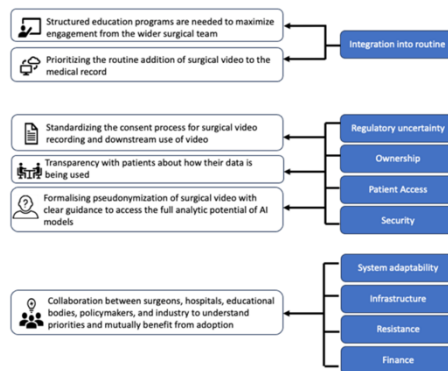 Structured education programs are needed to maximize
engagement from the wider surgical team
Integration into routine
Prioritizing the routine addition of surgical video to the
medical record
Standardizing the consent process for surgical video
recording and downstream use of video
Regulatory uncertainty
Transparency with patients about how their data is
being used
Ownership
Patient Access
Formalising pseudonymization of surgical video with
clear guidance to access the full analytic potential of AI
models
Security
System adaptability
Collaboration between surgeons, hospitals, educational
bodies, policymakers, and industry to understand
priorities and mutually benefit from adoption
Infrastructure
Resistance
Finance